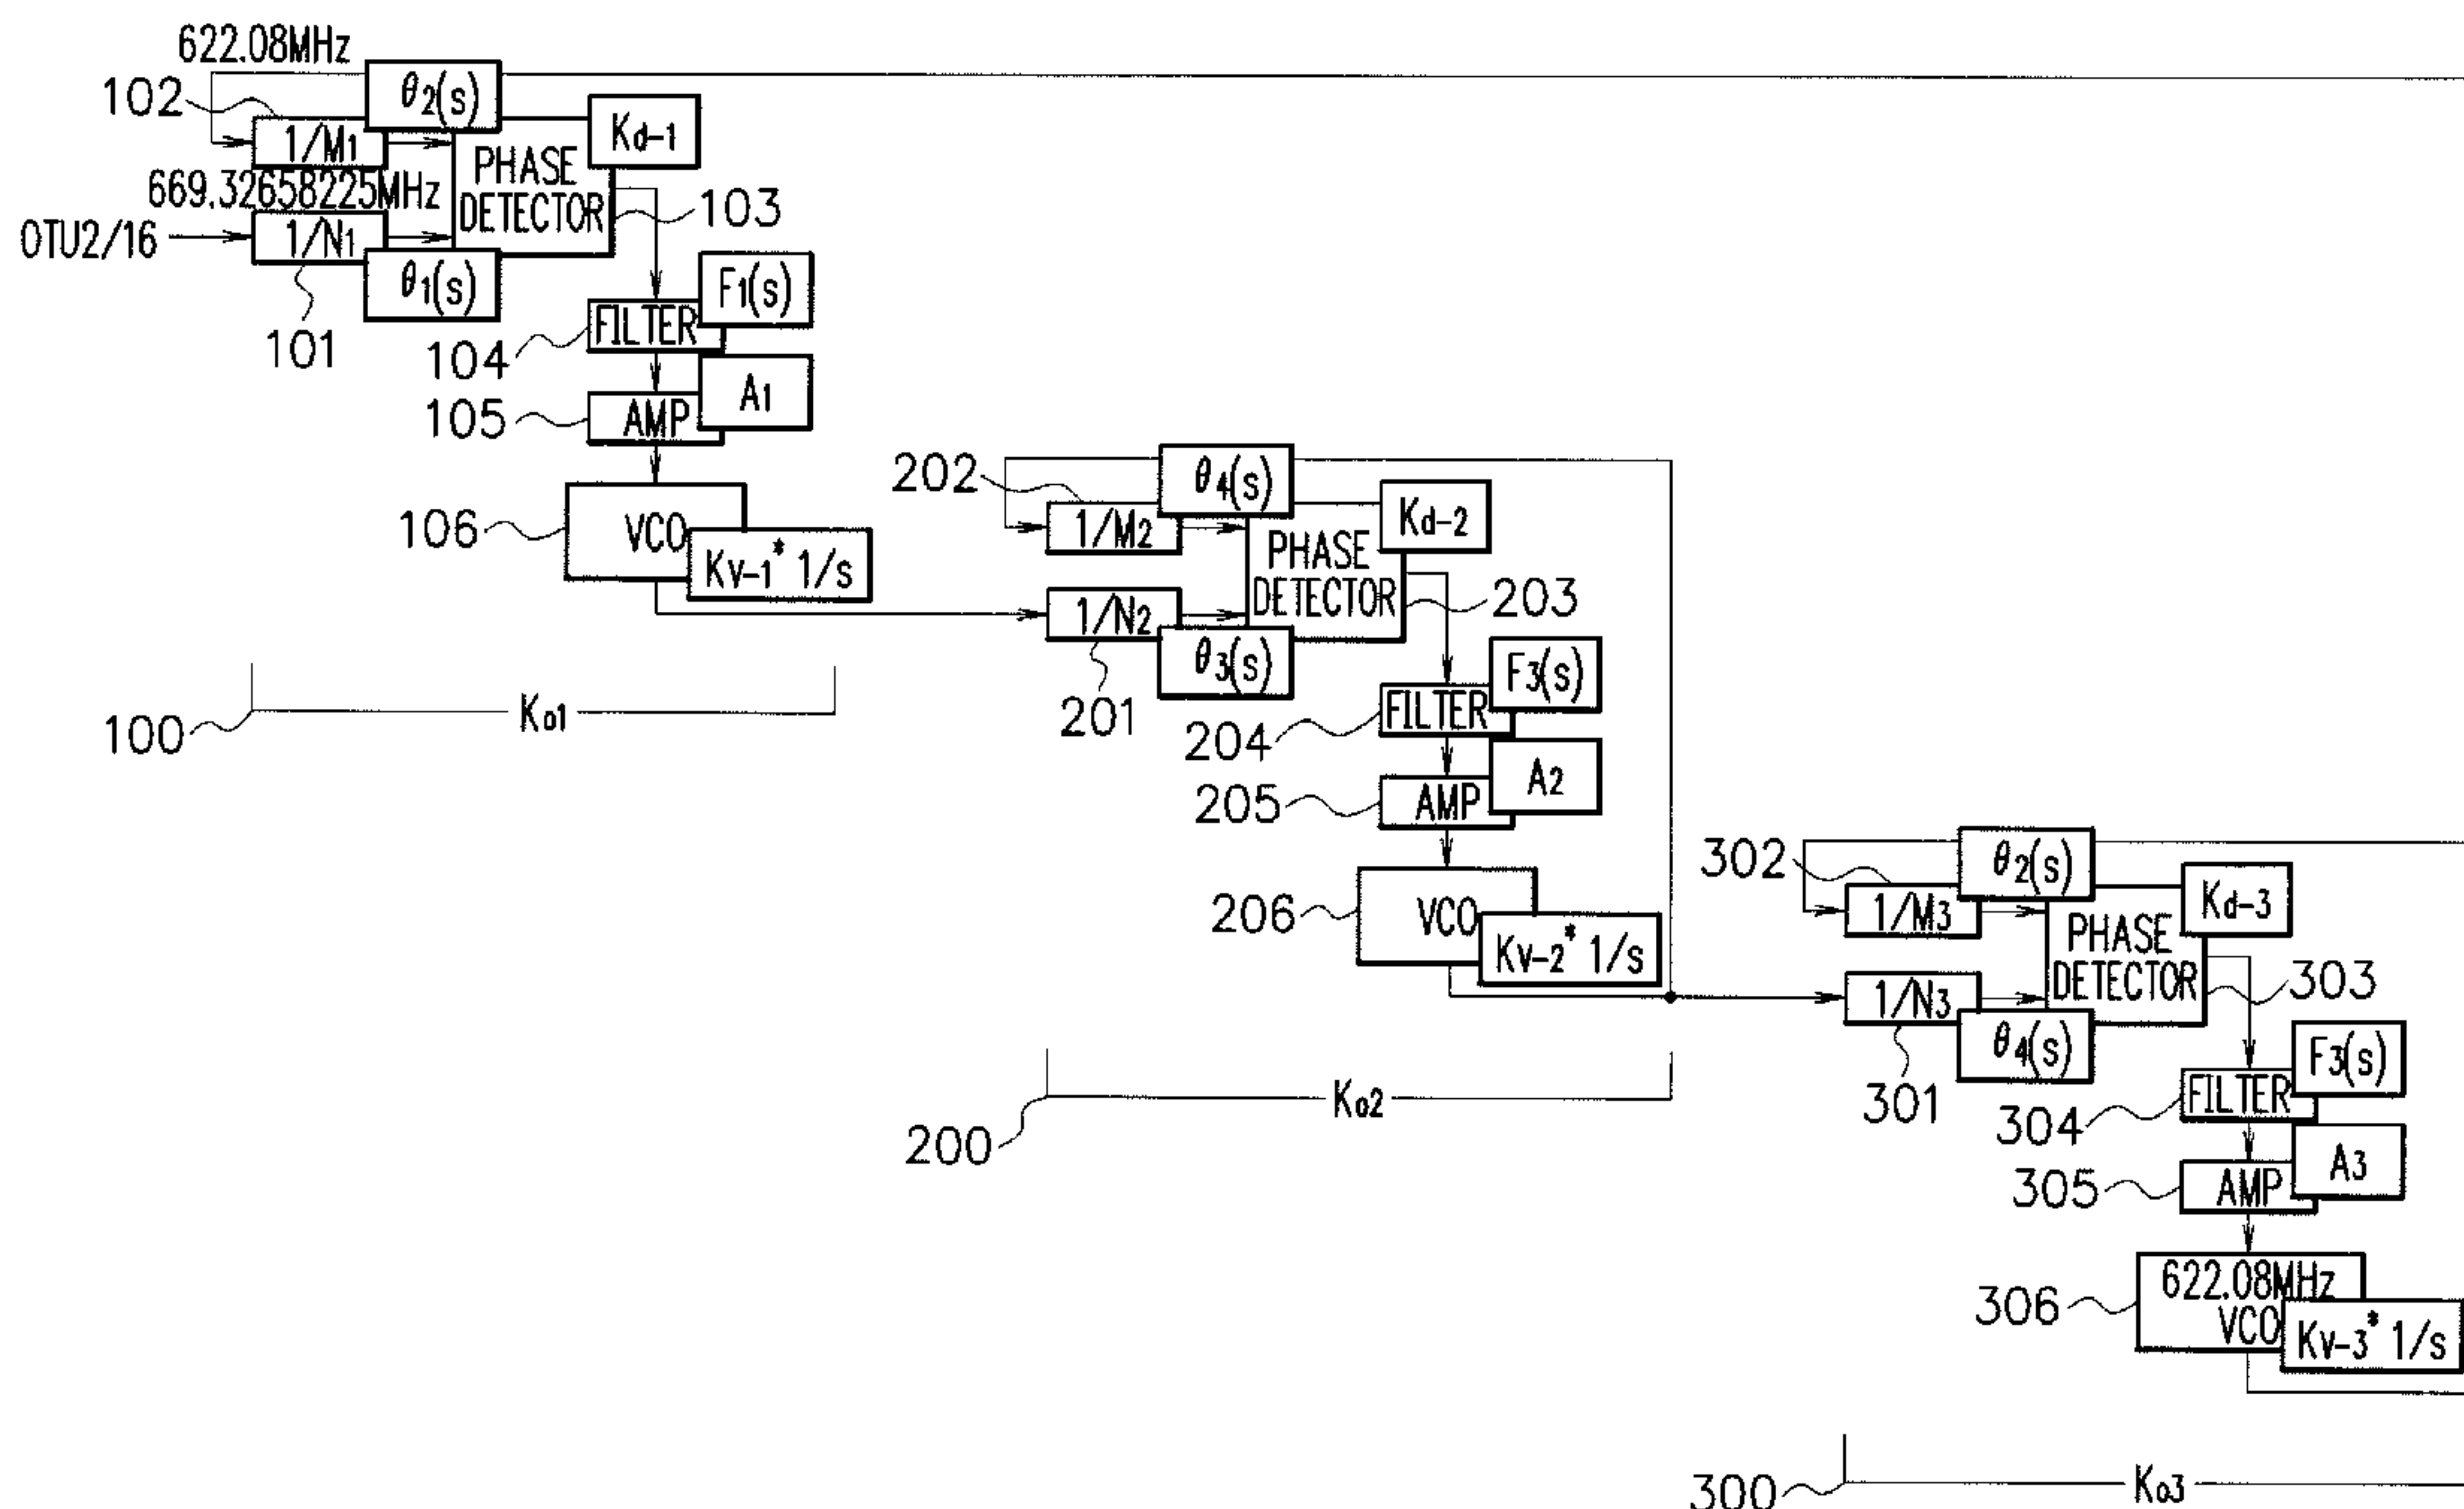 622.08MHz
102
1/M1
θ2(s)
Kd-1
PHASE
DETECTOR
103
669.32658225MHz
OTU2/16
1/N1
θ1(s)
101
F1(s)
FILTER
104
A1
AMP
105
VCO
106
Kv-1* 1/s
100
Ko1
202
1/M2
θ4(s)
Kd-2
PHASE
DETECTOR
203
1/N2
θ3(s)
201
F3(s)
FILTER
204
A2
AMP
205
VCO
206
Kv-2* 1/s
200
Ko2
302
1/M3
θ2(s)
Kd-3
PHASE
DETECTOR
303
1/N3
θ4(s)
301
F3(s)
FILTER
304
A3
AMP
305
622.08MHz
VCO
306
Kv-3* 1/s
300
Ko3